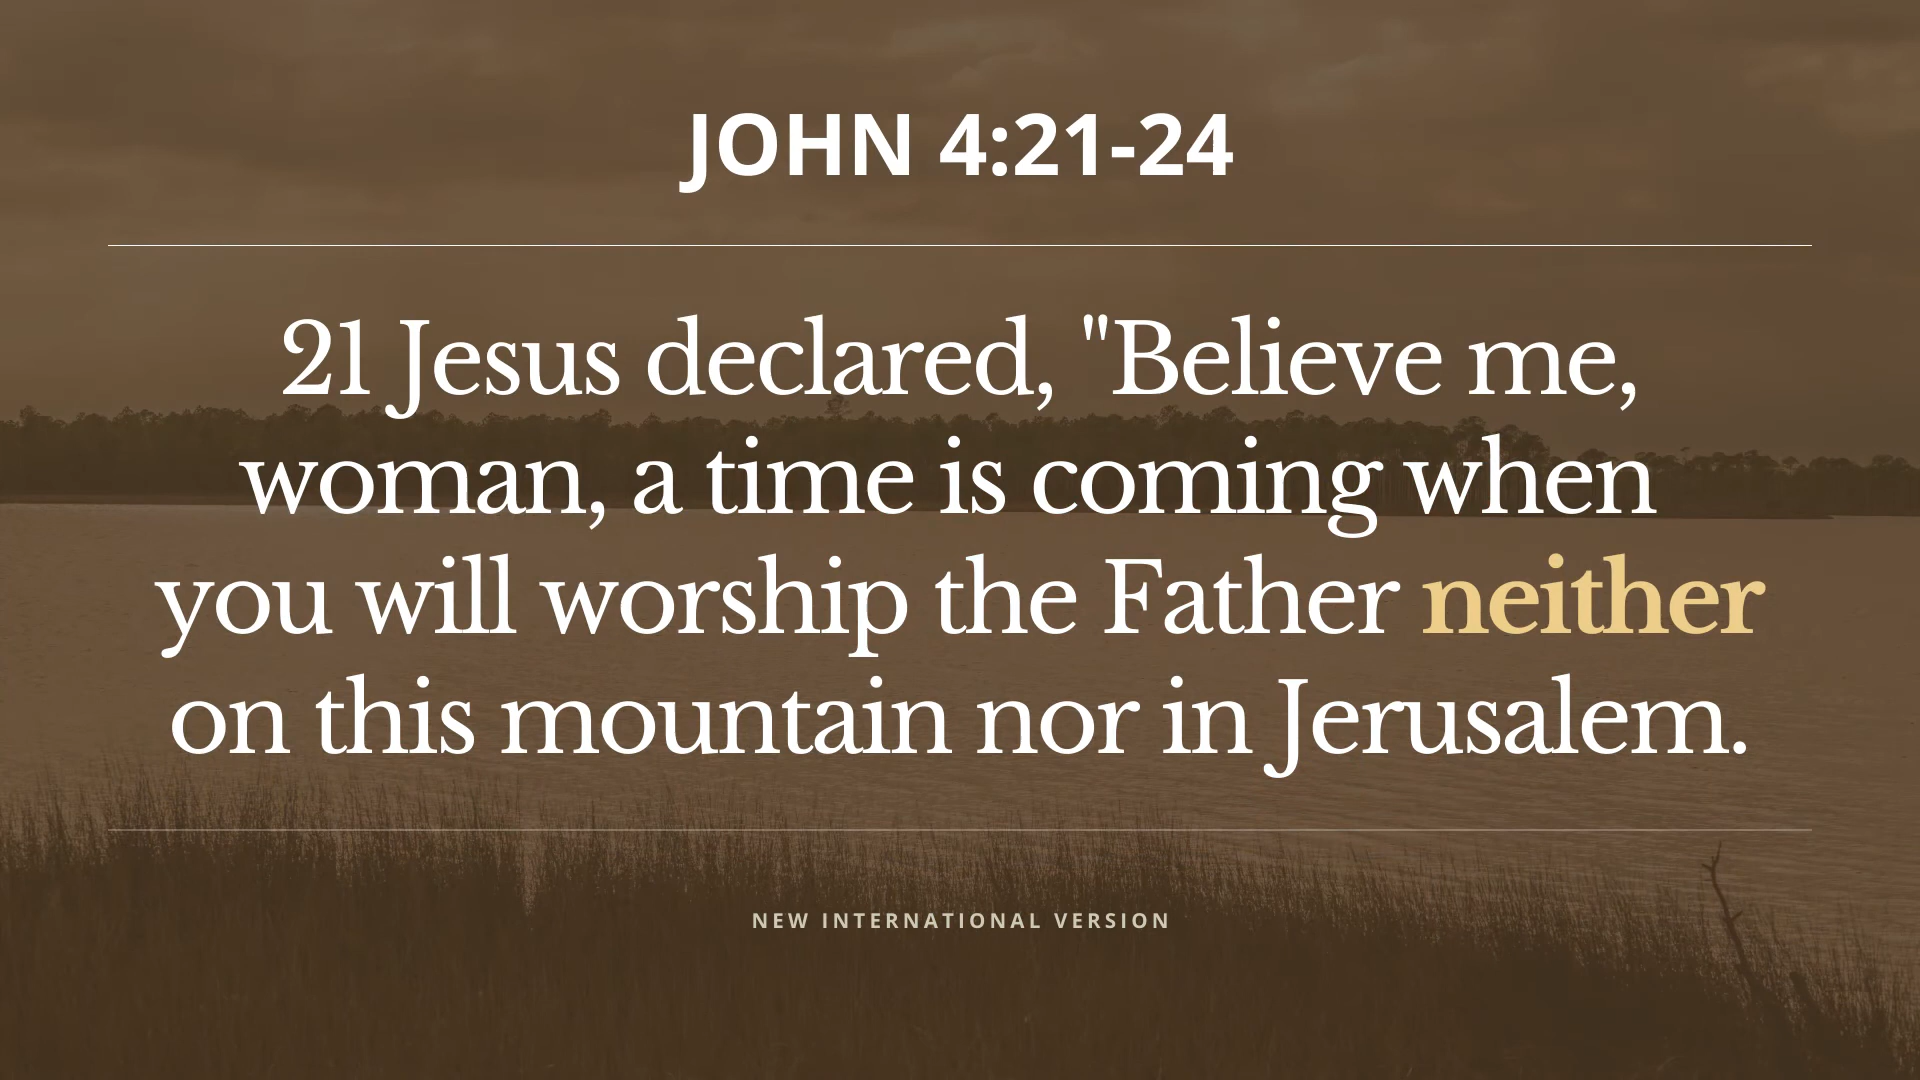 JOHN 4:21-24
21 Jesus declared, "Believe me,
woman, a time is coming when
you will worship the Father neither
on this mountain nor in Jerusalem.
NEW INTERNATIONAL VERSION